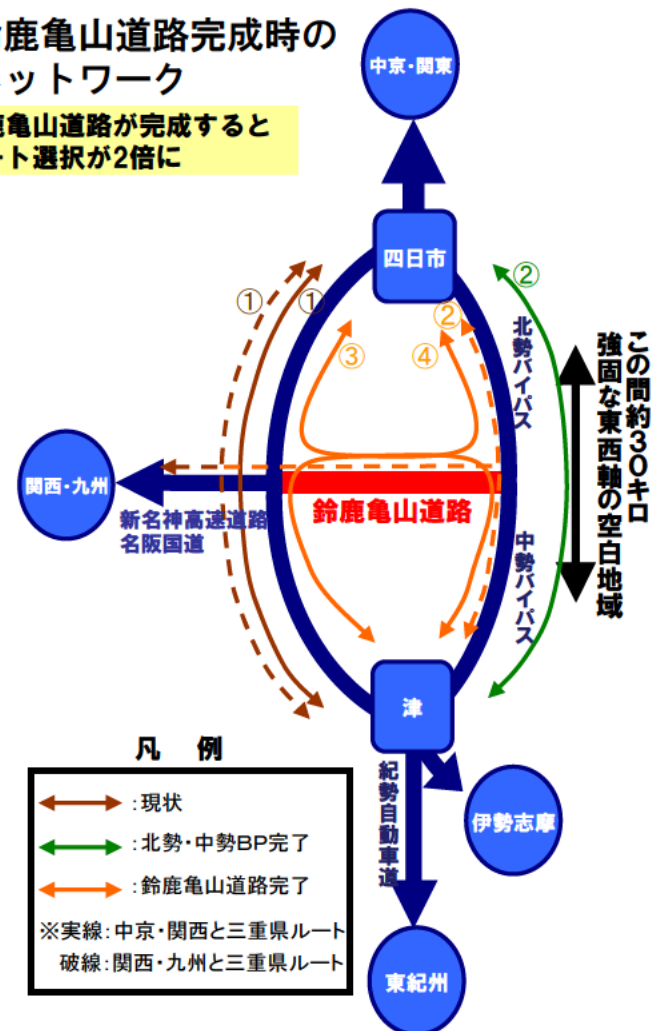 鹿亀山道路完成時の
ットワーク
亀山道路が完成すると
ート選択が2倍に
中京・関東
四日市
①
①
②
②
③
④
北勢バイパス
この間約30キロ
強固な東西軸の空白地域
関西・九州
新名神高速道路
名阪国道
鈴鹿亀山道路
中勢バイパス
津
紀勢自動車道
伊勢志摩
東紀州
凡 例
:現状
:北勢・中勢BP完了
:鈴鹿亀山道路完了
※実線:中京・関西と三重県ルート
破線:関西・九州と三重県ルート